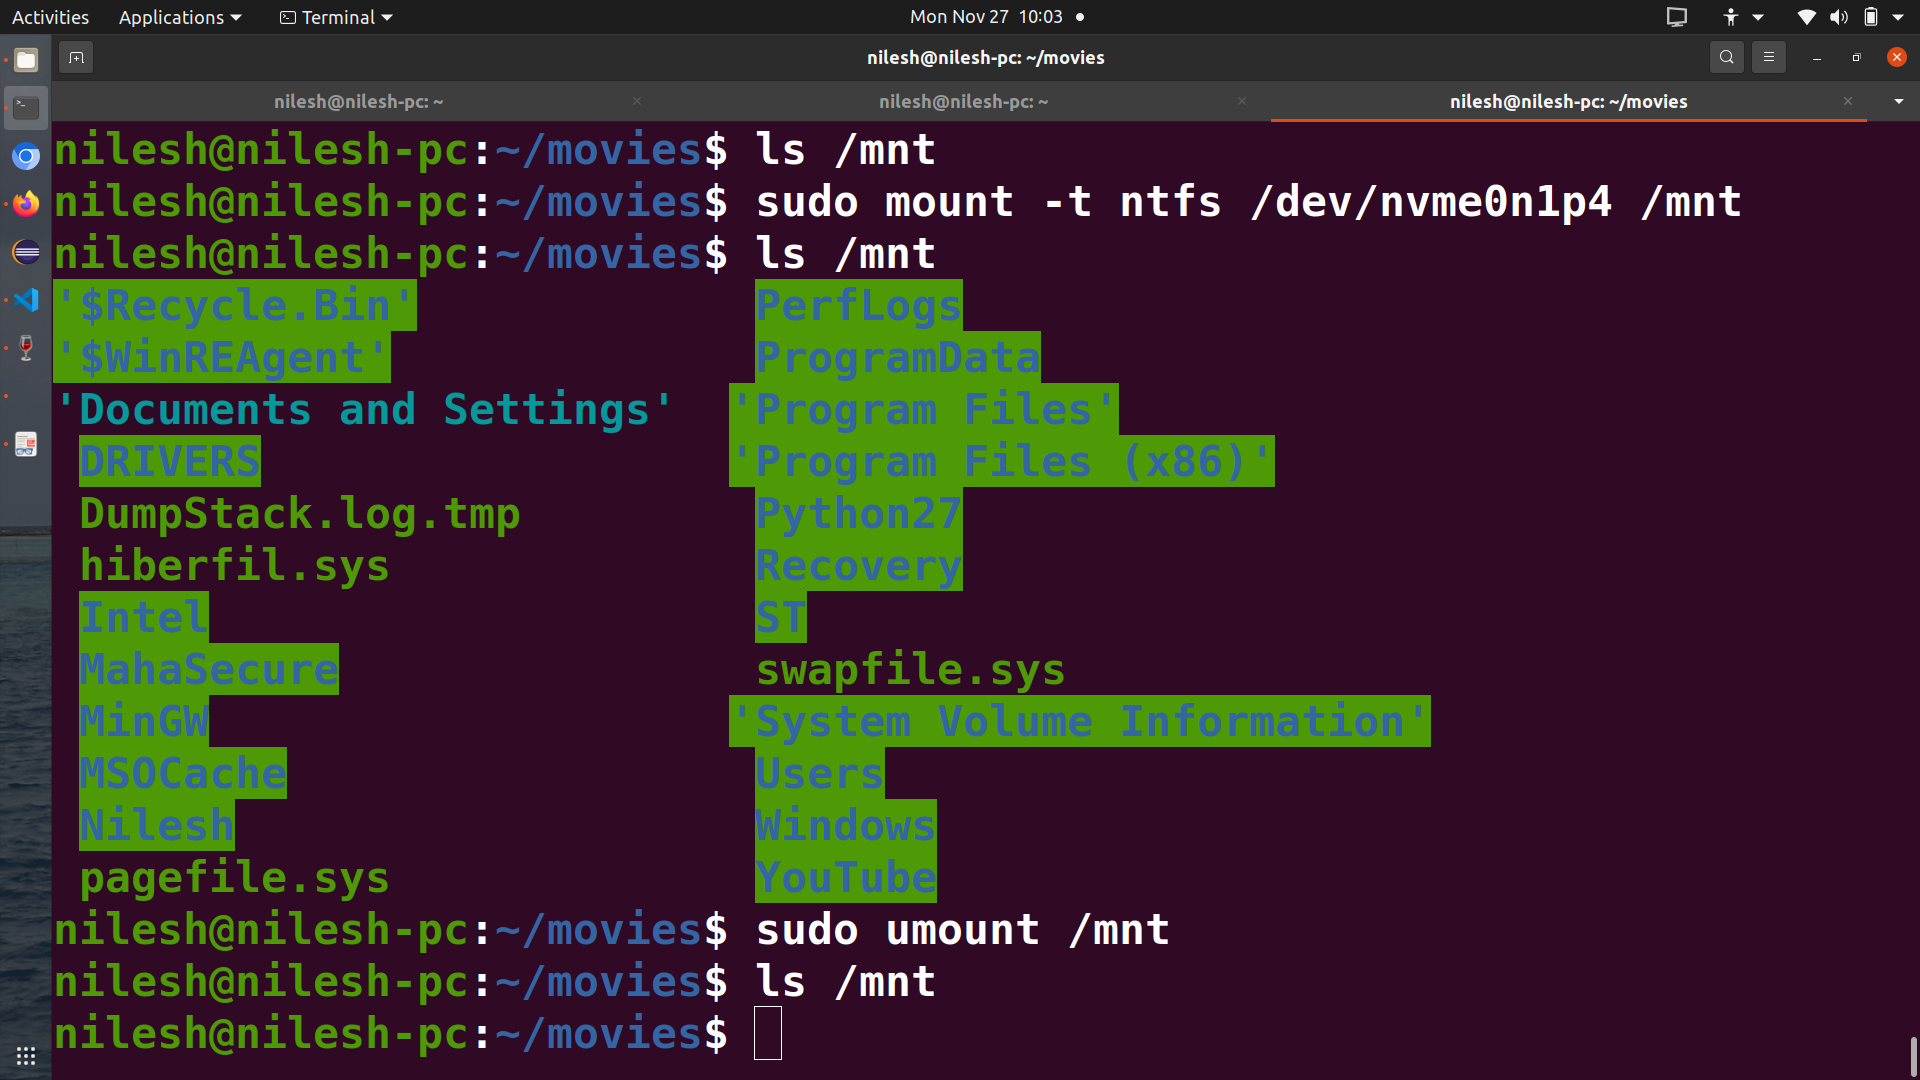 Activities Applications Terminal Mon Nov 27 10:03
nilesh@nilesh-pc: ~/movies
nilesh@nilesh-pc: ~ nilesh@nilesh-pc: ~ nilesh@nilesh-pc: ~/movies
nilesh@nilesh-pc:~/movies$ ls /mnt
nilesh@nilesh-pc:~/movies$ sudo mount -t ntfs /dev/nvme0n1p4 /mnt
nilesh@nilesh-pc:~/movies$ ls /mnt
'$Recycle.Bin' PerfLogs
'$WinREAgent' ProgramData
'Documents and Settings' 'Program Files'
DRIVERS 'Program Files (x86)'
DumpStack.log.tmp Python27
hiberfil.sys Recovery
Intel ST
MahaSecure swapfile.sys
MinGW 'System Volume Information'
MSOCache Users
Nilesh Windows
pagefile.sys YouTube
nilesh@nilesh-pc:~/movies$ sudo umount /mnt
nilesh@nilesh-pc:~/movies$ ls /mnt
nilesh@nilesh-pc:~/movies$